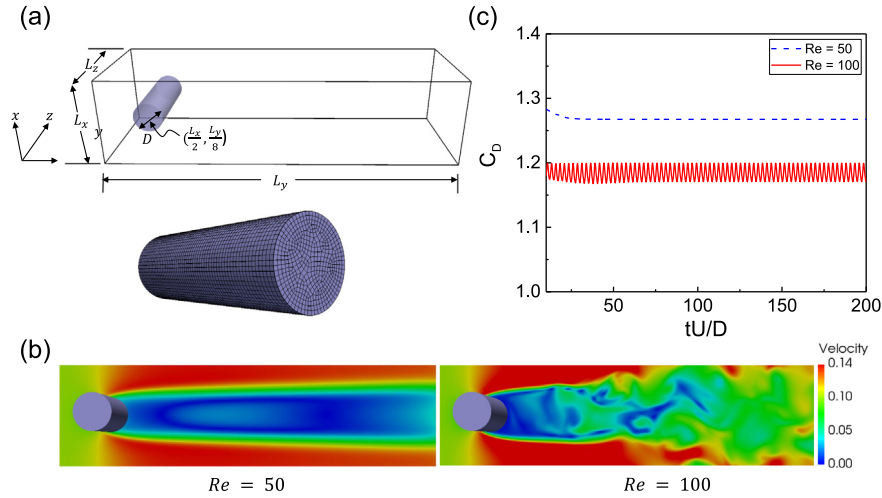 (a)
L_z
x
z
y
L_x
D
(L_x/2, L_y/8)
L_y
(c)
1.4
1.3
1.2
1.1
1.0
C_D
50
100
150
200
tU/D
Re = 50
Re = 100
(b)
Velocity
0.14
0.10
0.05
0.00
Re = 50
Re = 100